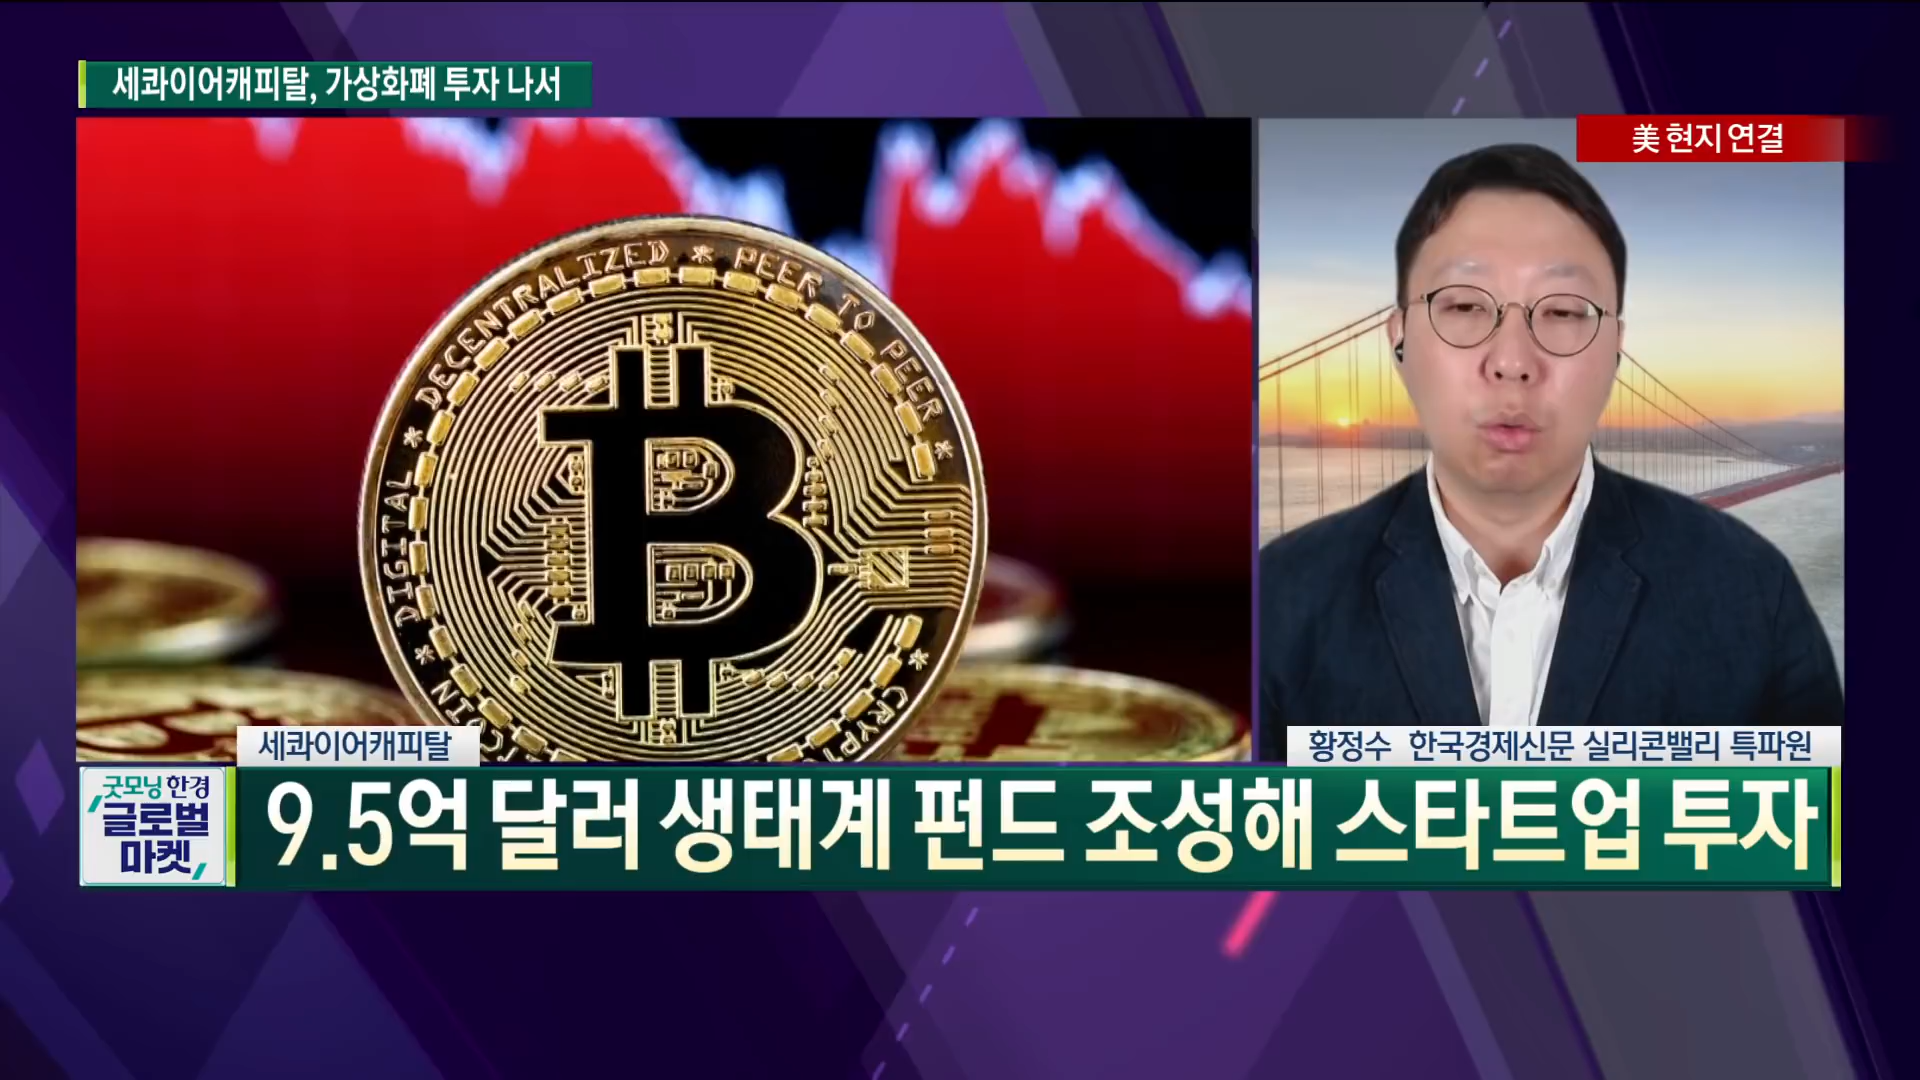 세콰이어캐피탈, 가상화폐 투자 나서
美 현지 연결
DIGITAL * DECENTRALIZED * PEER TO PEER *
세콰이어캐피탈
황정수 한국경제신문 실리콘밸리 특파원
굿모닝 한경
글로벌
마켓
9.5억 달러 생태계 펀드 조성해 스타트업 투자